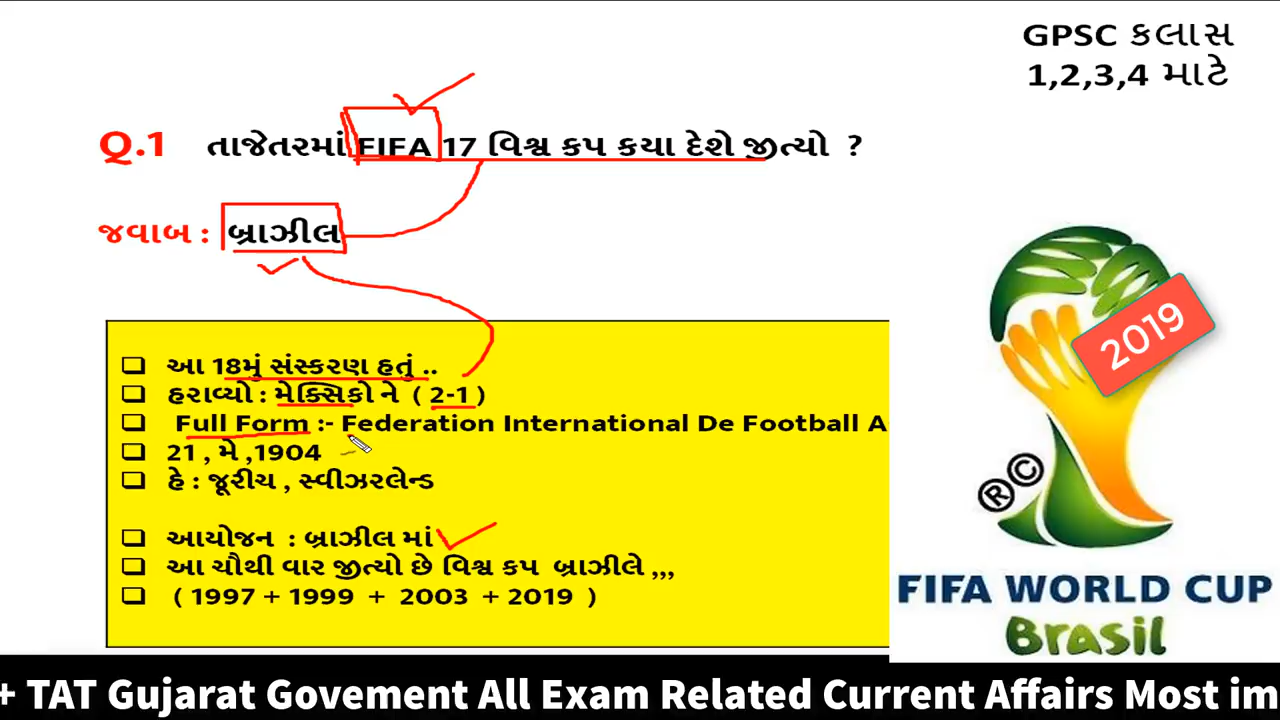 GPSC કલાસ
1,2,3,4 માટે
Q.1 તાજેતરમાં FIFA 17 વિશ્વ કપ કયા દેશે જીત્યો ?
જવાબ : બ્રાઝીલ
આ 18મું સંસ્કરણ હતું ..
હરાવ્યો : મેક્સિકો ને ( 2-1 )
Full Form :- Federation International De Football A
21 , મે ,1904
હે : જૂરીચ , સ્વીઝરલેન્ડ
આયોજન : બ્રાઝીલ માં
આ ચૌથી વાર જીત્યો છે વિશ્વ કપ બ્રાઝીલે ,,,
( 1997 + 1999 + 2003 + 2019 )
2019
®©
FIFA WORLD CUP
Brasil
+ TAT Gujarat Govement All Exam Related Current Affairs Most im